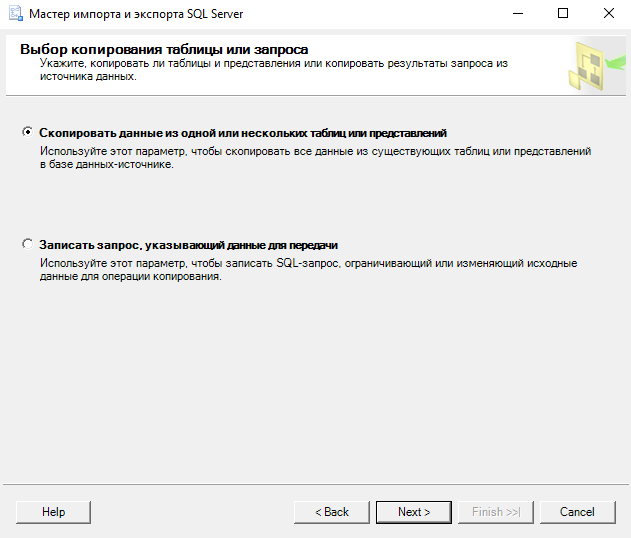 Мастер импорта и экспорта SQL Server
Выбор копирования таблицы или запроса
Укажите, копировать ли таблицы и представления или копировать результаты запроса из
источника данных.
Скопировать данные из одной или нескольких таблиц или представлений
Используйте этот параметр, чтобы скопировать все данные из существующих таблиц или представлений
в базе данных-источнике.
Записать запрос, указывающий данные для передачи
Используйте этот параметр, чтобы записать SQL-запрос, ограничивающий или изменяющий исходные
данные для операции копирования.
Help
< Back
Next >
Finish >>|
Cancel